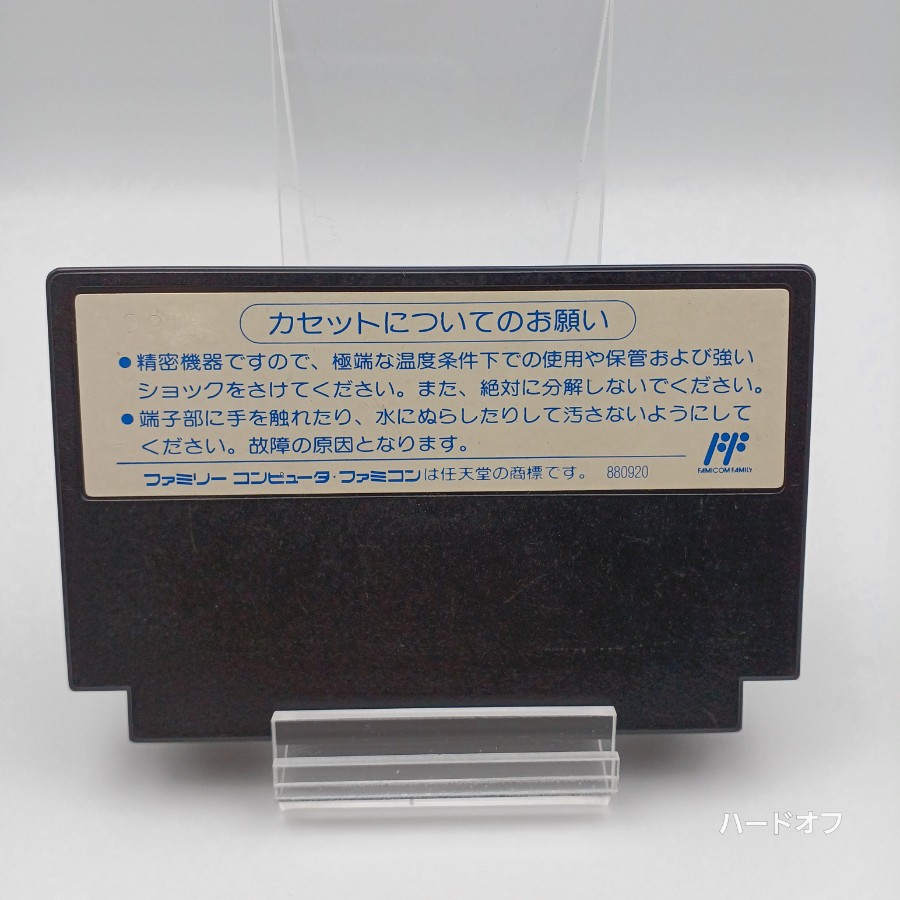 カセットについてのお願い
●精密機器ですので、極端な温度条件下での使用や保管および強い
ショックをさけてください。また、絶対に分解しないでください。
●端子部に手を触れたり、水にぬらしたりして汚さないようにして
ください。故障の原因となります。
FAMICOM FAMILY
ファミリー コンピュータ・ファミコンは任天堂の商標です。 880920
ハードオフ